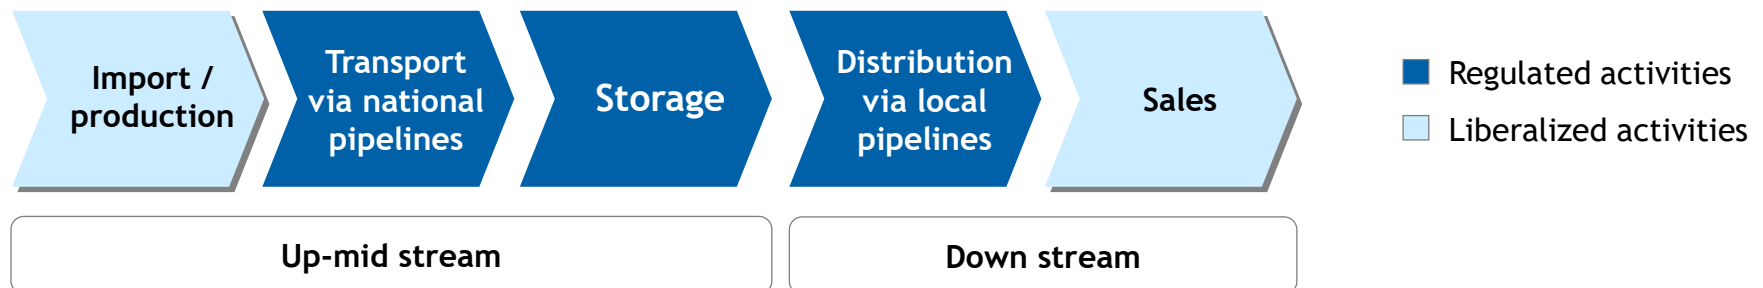 Import /
production
Transport
via national
pipelines
Storage
Distribution
via local
pipelines
Sales
Regulated activities
Liberalized activities
Up-mid stream
Down stream